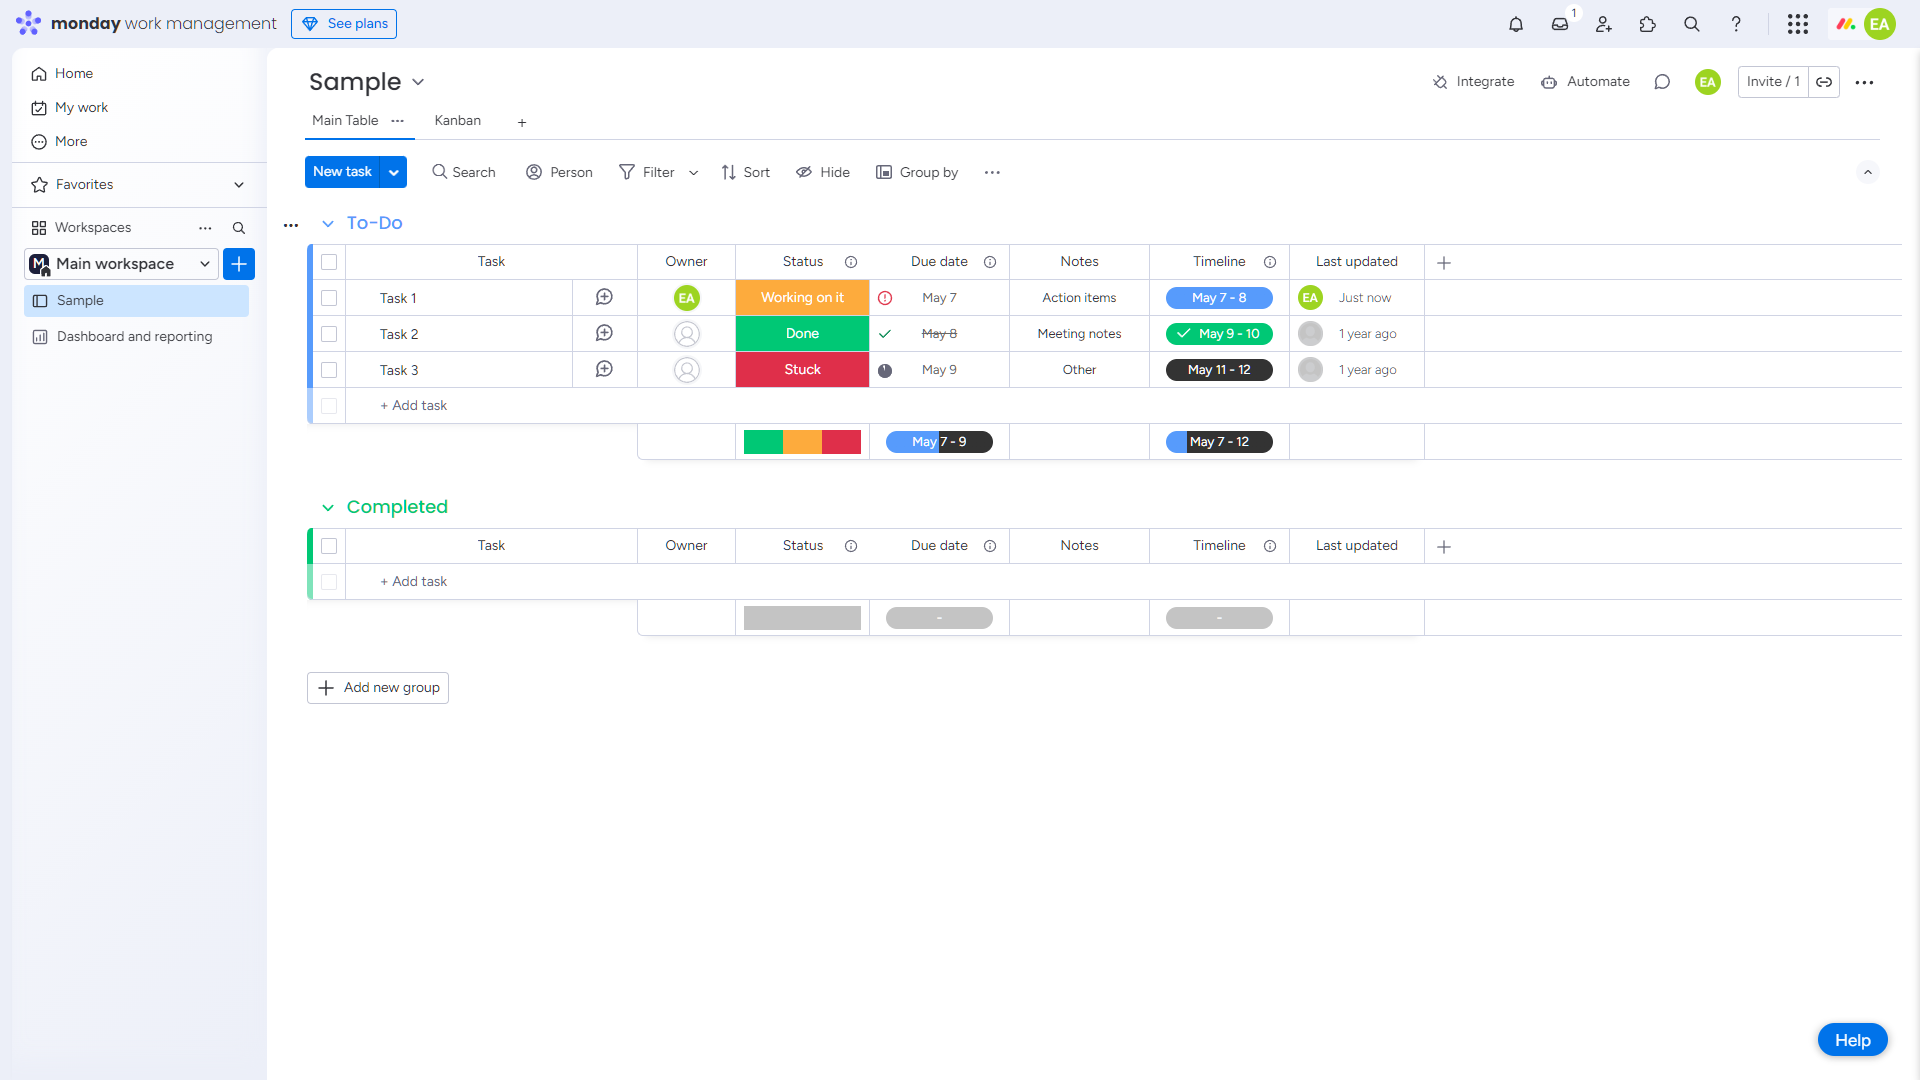 monday work management See plans 1 EA
Home
My work
More
Favorites
Workspaces
M Main workspace
Sample
Dashboard and reporting
Sample Integrate Automate EA Invite / 1
Main Table Kanban +
New task Search Person Filter Sort Hide Group by
To-Do
Task Owner Status Due date Notes Timeline Last updated
Task 1 EA Working on it May 7 Action items May 7 - 8 EA Just now
Task 2 Done May 8 Meeting notes May 9 - 10 1 year ago
Task 3 Stuck May 9 Other May 11 - 12 1 year ago
+ Add task
May 7 - 9 May 7 - 12
Completed
Task Owner Status Due date Notes Timeline Last updated
+ Add task
- -
Add new group
Help